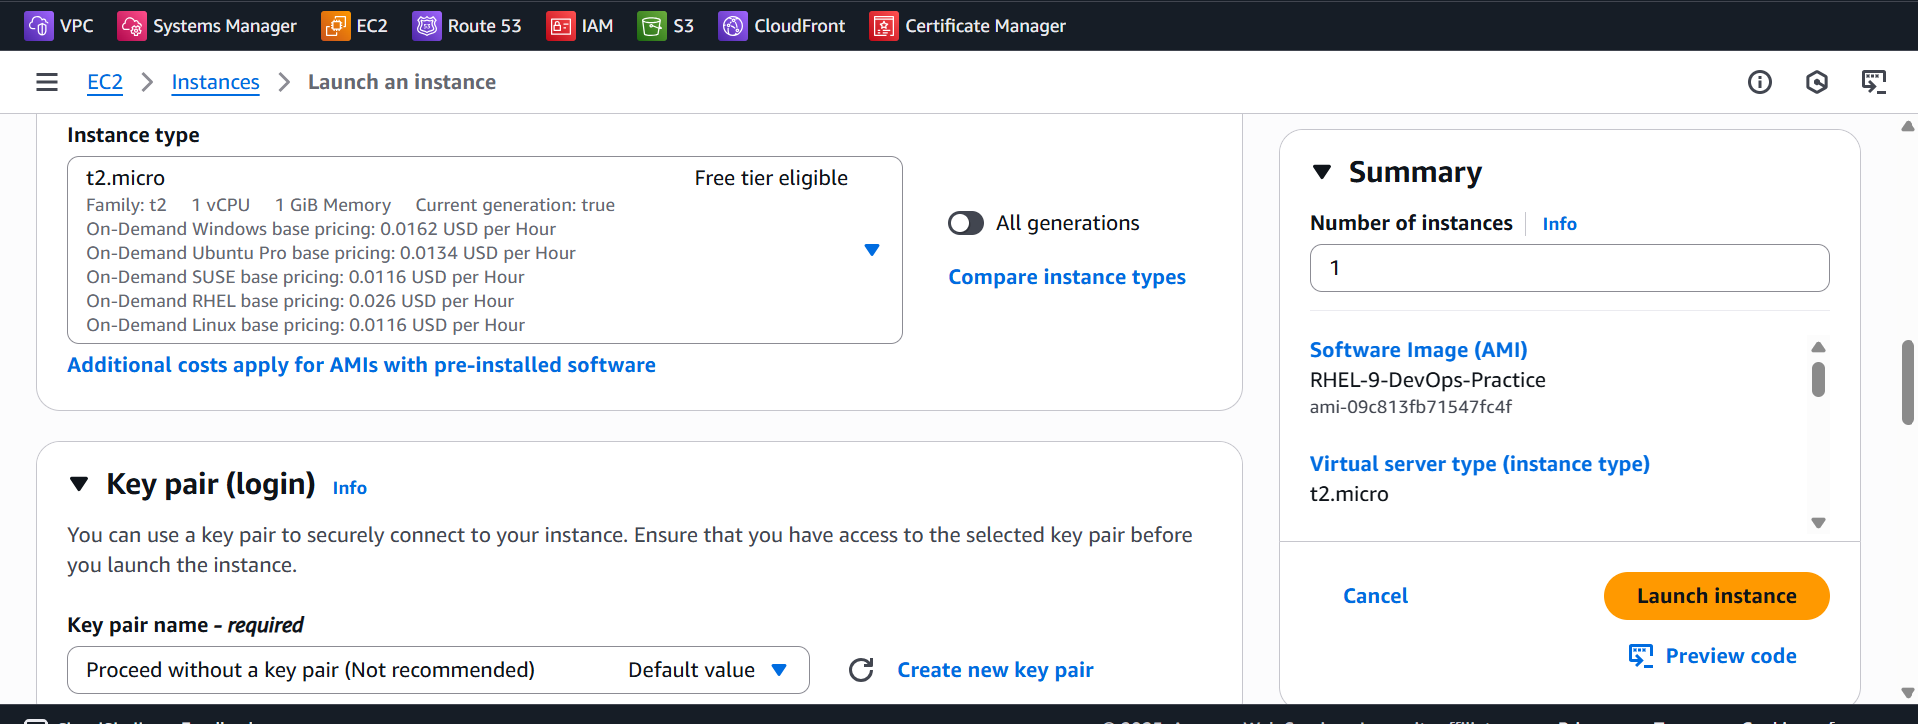 VPC Systems Manager EC2 Route 53 IAM S3 CloudFront Certificate Manager
EC2 Instances Launch an instance
Instance type
t2.micro Free tier eligible
Family: t2 1 vCPU 1 GiB Memory Current generation: true
On-Demand Windows base pricing: 0.0162 USD per Hour
On-Demand Ubuntu Pro base pricing: 0.0134 USD per Hour
On-Demand SUSE base pricing: 0.0116 USD per Hour
On-Demand RHEL base pricing: 0.026 USD per Hour
On-Demand Linux base pricing: 0.0116 USD per Hour
All generations
Compare instance types
Additional costs apply for AMIs with pre-installed software
Key pair (login) Info
You can use a key pair to securely connect to your instance. Ensure that you have access to the selected key pair before
you launch the instance.
Key pair name - required
Proceed without a key pair (Not recommended) Default value
Create new key pair
Summary
Number of instances Info
1
Software Image (AMI)
RHEL-9-DevOps-Practice
ami-09c813fb71547fc4f
Virtual server type (instance type)
t2.micro
Cancel Launch instance
Preview code